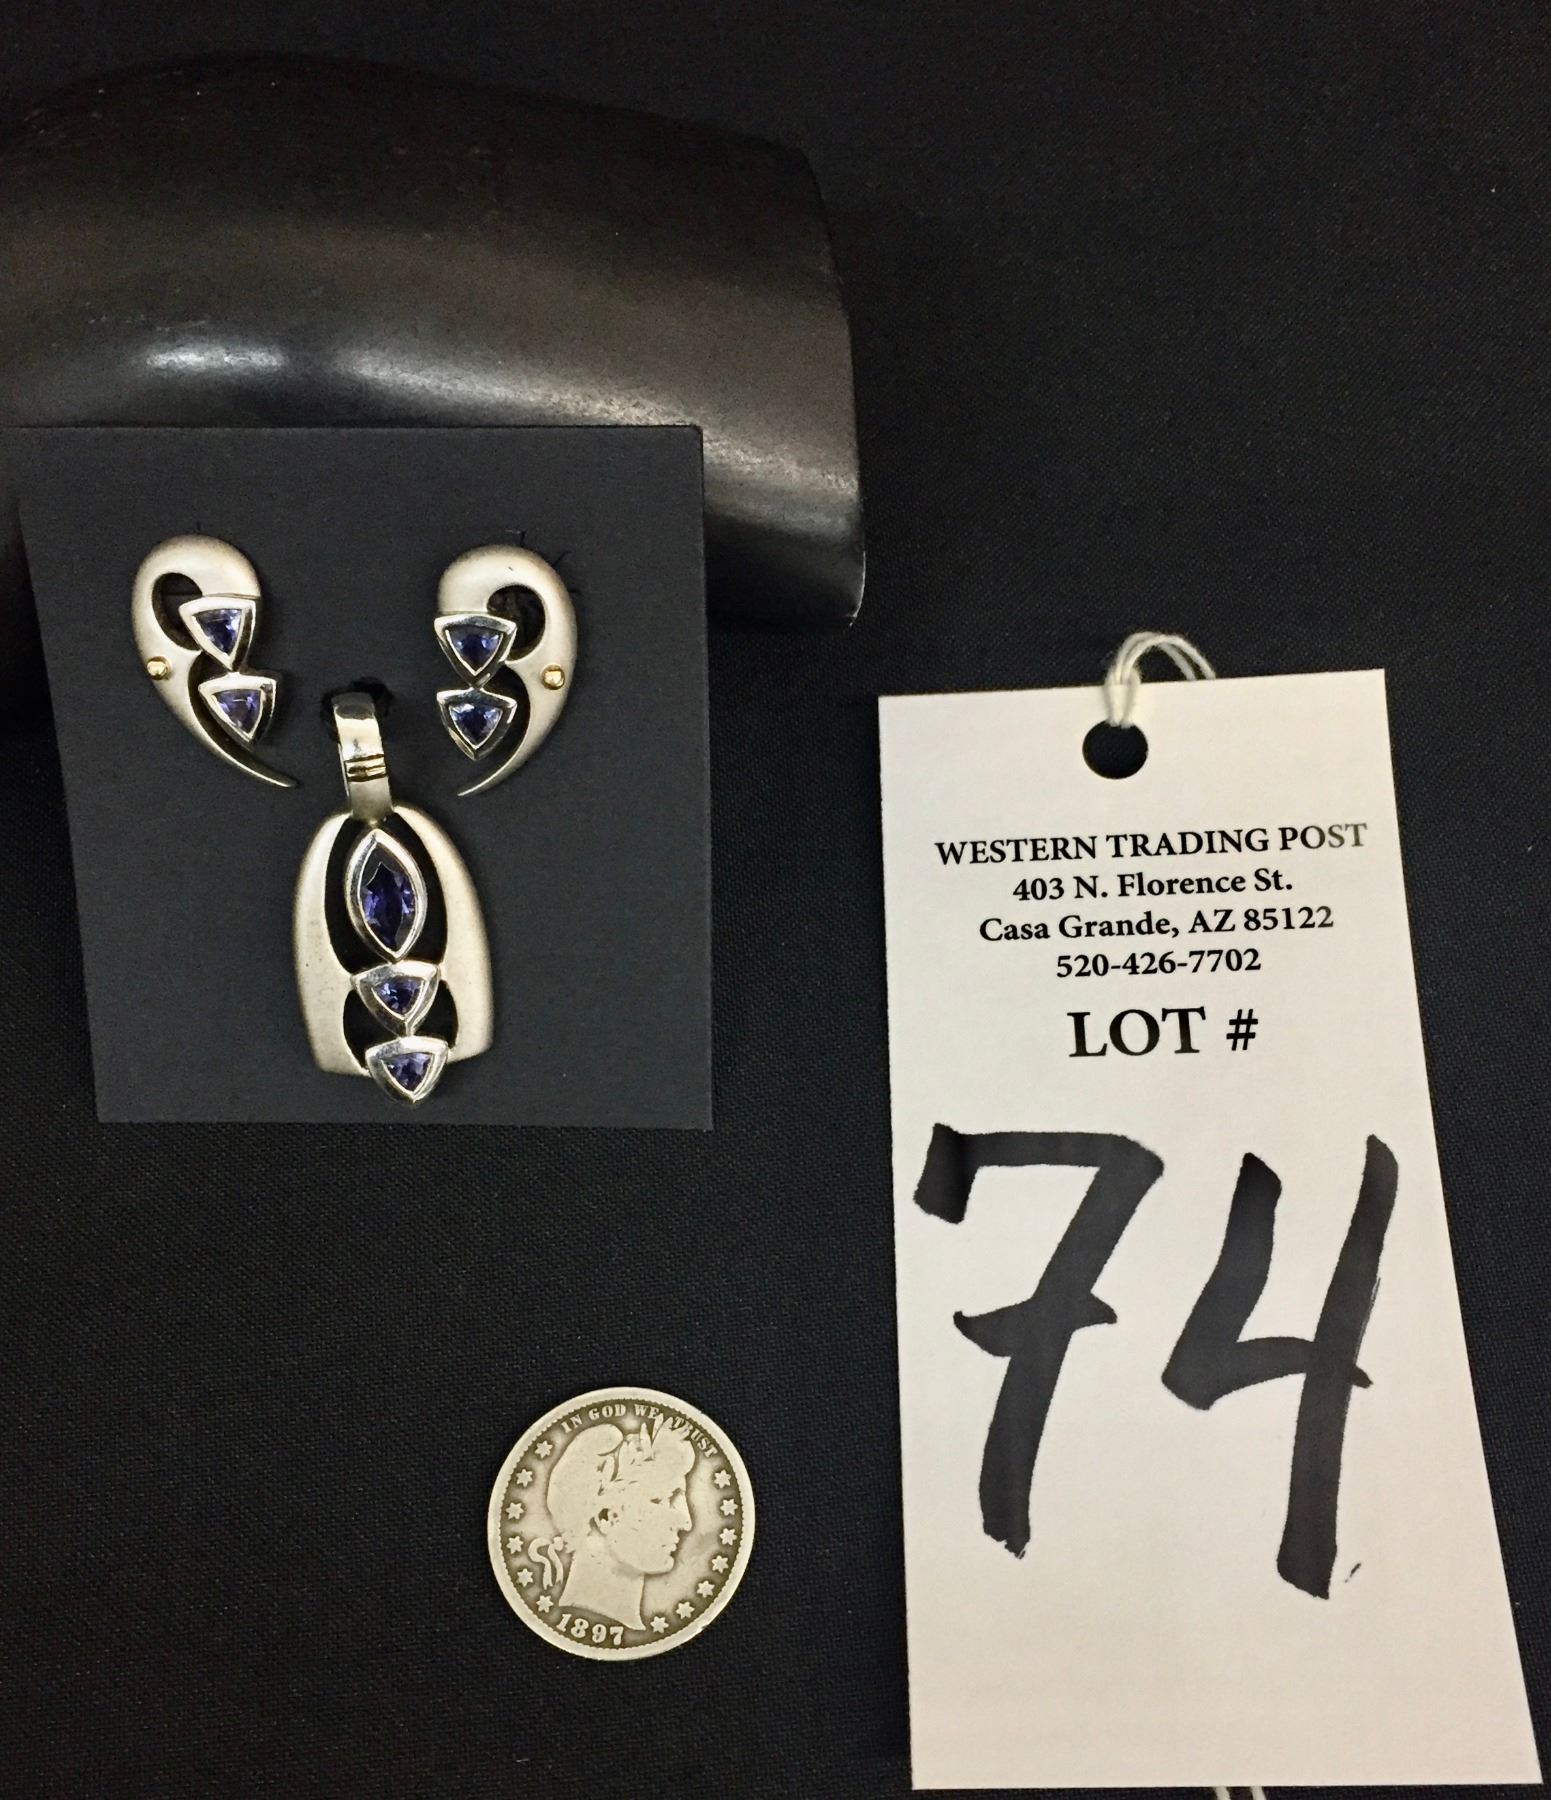 WESTERN TRADING POST
403 N. Florence St.
Casa Grande, AZ 85122
520-426-7702
LOT #
74
IN GOD WE TRUST
1897